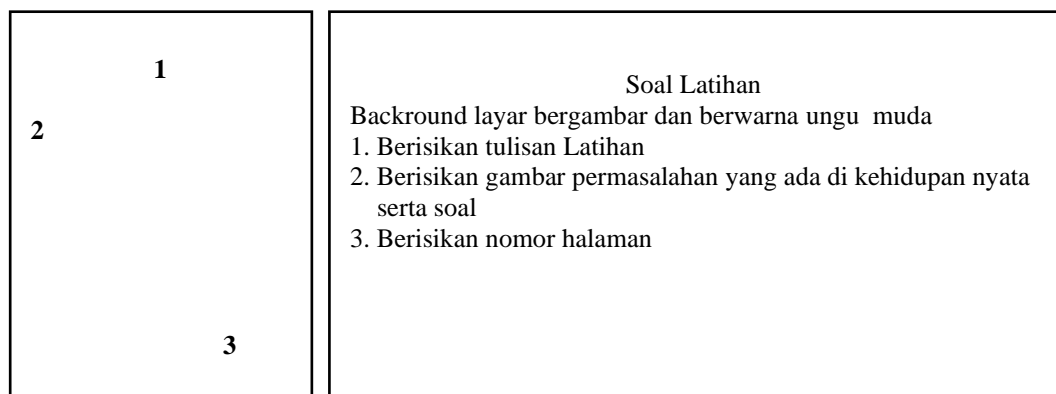 1
2
3
Soal Latihan
Backround layar bergambar dan berwarna ungu muda
1. Berisikan tulisan Latihan
2. Berisikan gambar permasalahan yang ada di kehidupan nyata
serta soal
3. Berisikan nomor halaman